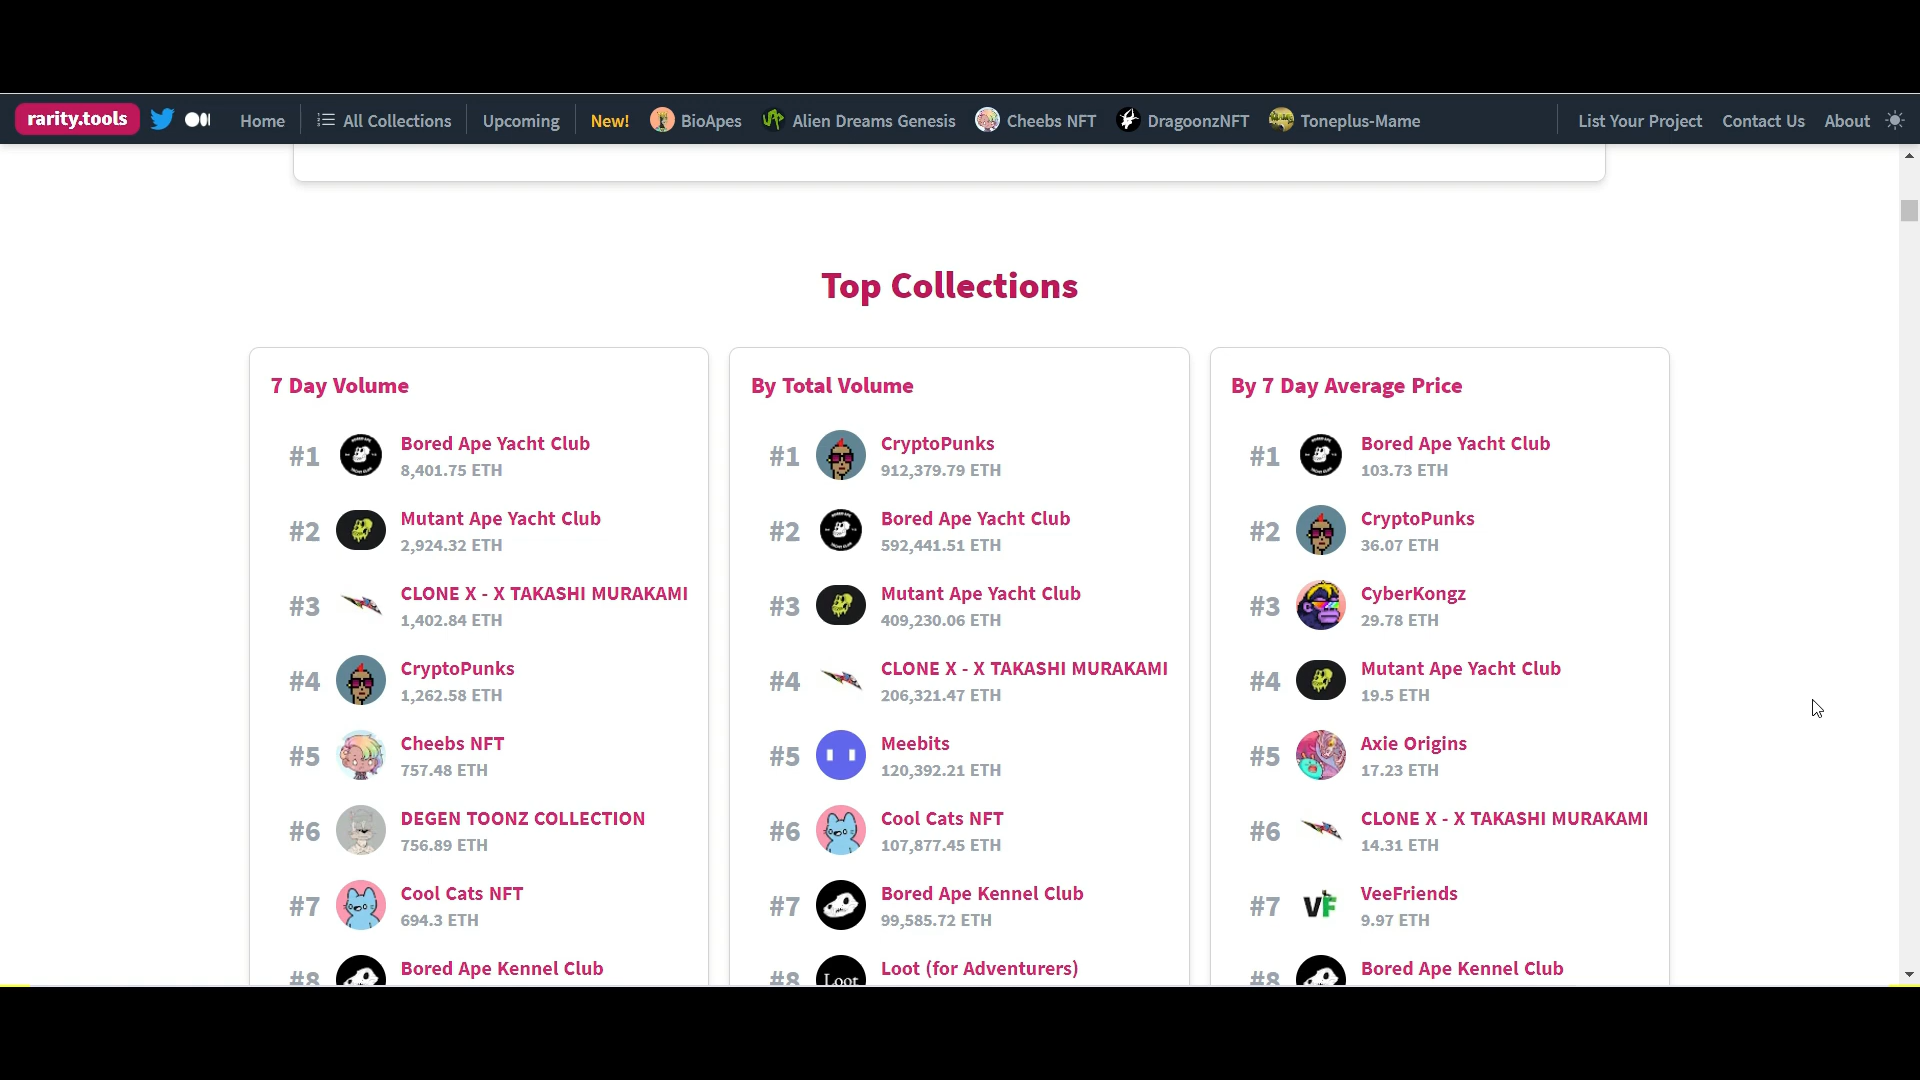 rarity.tools Home All Collections Upcoming New! BioApes Alien Dreams Genesis Cheebs NFT DragoonzNFT Toneplus-Mame List Your Project Contact Us About
Top Collections
7 Day Volume
#1 Bored Ape Yacht Club
8,401.75 ETH
#2 Mutant Ape Yacht Club
2,924.32 ETH
#3 CLONE X - X TAKASHI MURAKAMI
1,402.84 ETH
#4 CryptoPunks
1,262.58 ETH
#5 Cheebs NFT
757.48 ETH
#6 DEGEN TOONZ COLLECTION
756.89 ETH
#7 Cool Cats NFT
694.3 ETH
#8 Bored Ape Kennel Club
By Total Volume
#1 CryptoPunks
912,379.79 ETH
#2 Bored Ape Yacht Club
592,441.51 ETH
#3 Mutant Ape Yacht Club
409,230.06 ETH
#4 CLONE X - X TAKASHI MURAKAMI
206,321.47 ETH
#5 Meebits
120,392.21 ETH
#6 Cool Cats NFT
107,877.45 ETH
#7 Bored Ape Kennel Club
99,585.72 ETH
#8 Loot Loot (for Adventurers)
By 7 Day Average Price
#1 Bored Ape Yacht Club
103.73 ETH
#2 CryptoPunks
36.07 ETH
#3 CyberKongz
29.78 ETH
#4 Mutant Ape Yacht Club
19.5 ETH
#5 Axie Origins
17.23 ETH
#6 CLONE X - X TAKASHI MURAKAMI
14.31 ETH
#7 VF VeeFriends
9.97 ETH
#8 Bored Ape Kennel Club